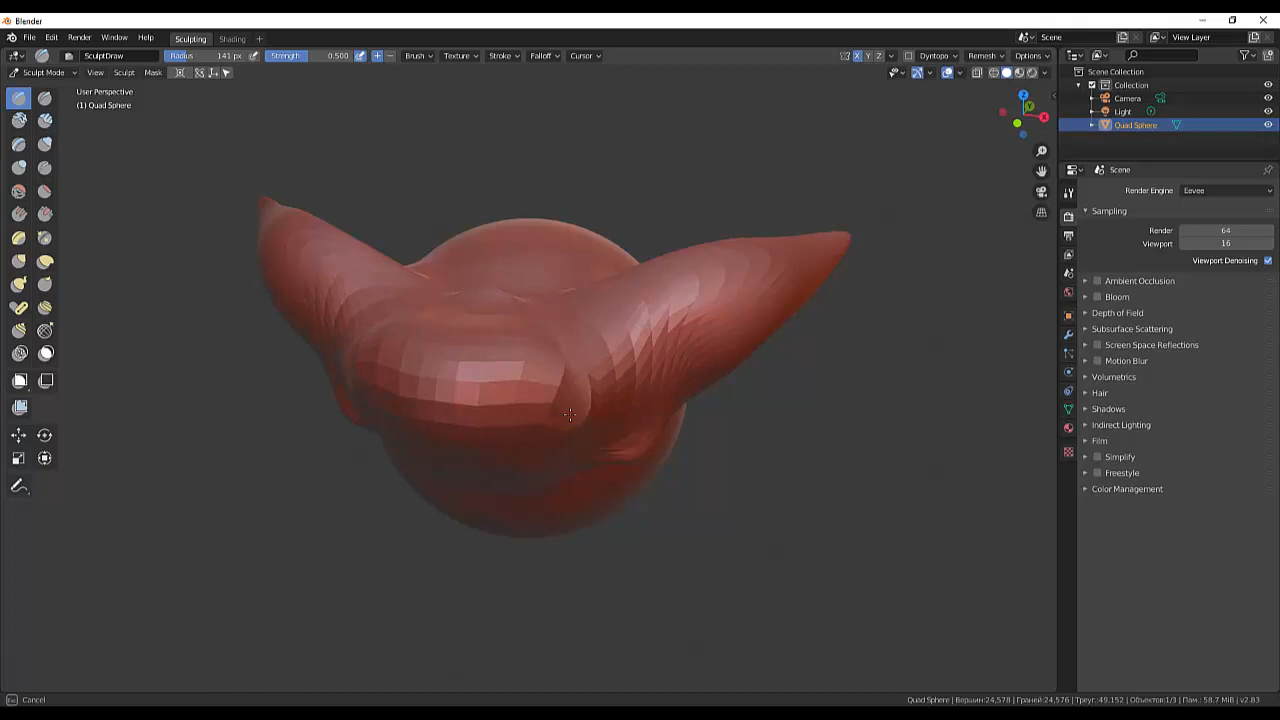 Blender
File Edit Render Window Help Sculpting Shading + Scene View Layer
SculptDraw Radius 141 px Strength 0.500 Brush Texture Stroke Falloff Cursor X Y Z Dyntopo Remesh Options
Sculpt Mode View Sculpt Mask
User Perspective
(1) Quad Sphere
Z
Y
X
Scene Collection
Collection
Camera
Light
Quad Sphere
Scene
Render Engine Eevee
Sampling
Render 64
Viewport 16
Viewport Denoising
Ambient Occlusion
Bloom
Depth of Field
Subsurface Scattering
Screen Space Reflections
Motion Blur
Volumetrics
Hair
Shadows
Indirect Lighting
Film
Simplify
Freestyle
Color Management
Cancel
Quad Sphere | Вершин:24,578 | Граней:24,576 | Треуг.:49,152 | Объектов:1/3 | Пам.: 58.7 MiB | v2.83